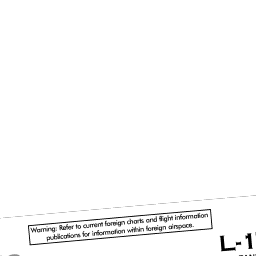 Warning: Refer to current foreign charts and flight information
publications for information within foreign airspace.
L-1